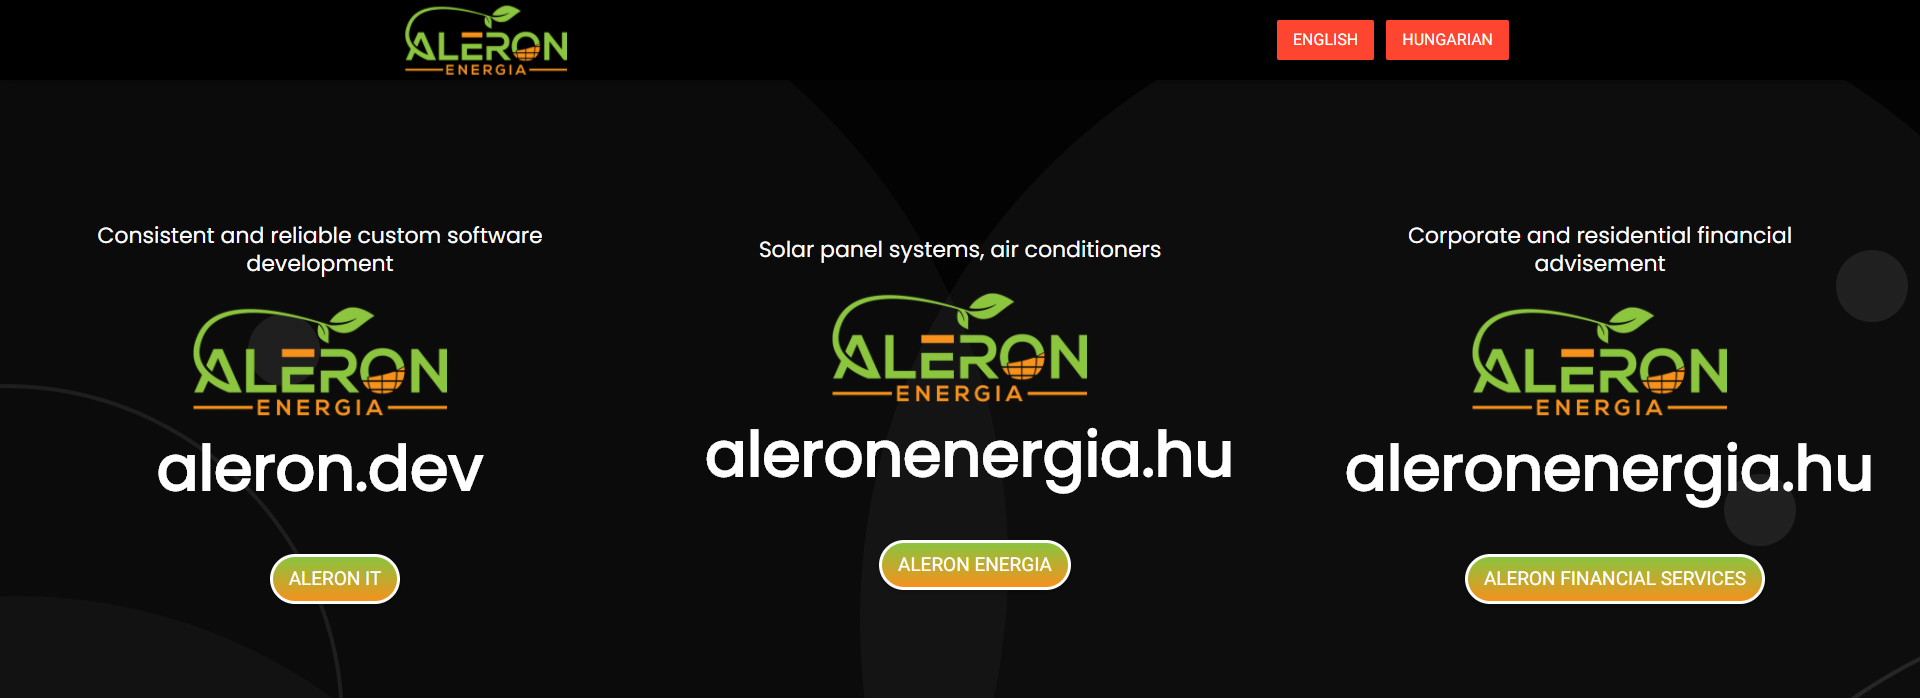 ALERON
ENERGIA
ENGLISH
HUNGARIAN
Consistent and reliable custom software
development
ALERON
ENERGIA
aleron.dev
ALERON IT
Solar panel systems, air conditioners
ALERON
ENERGIA
aleronenergia.hu
ALERON ENERGIA
Corporate and residential financial
advisement
ALERON
ENERGIA
aleronenergia.hu
ALERON FINANCIAL SERVICES